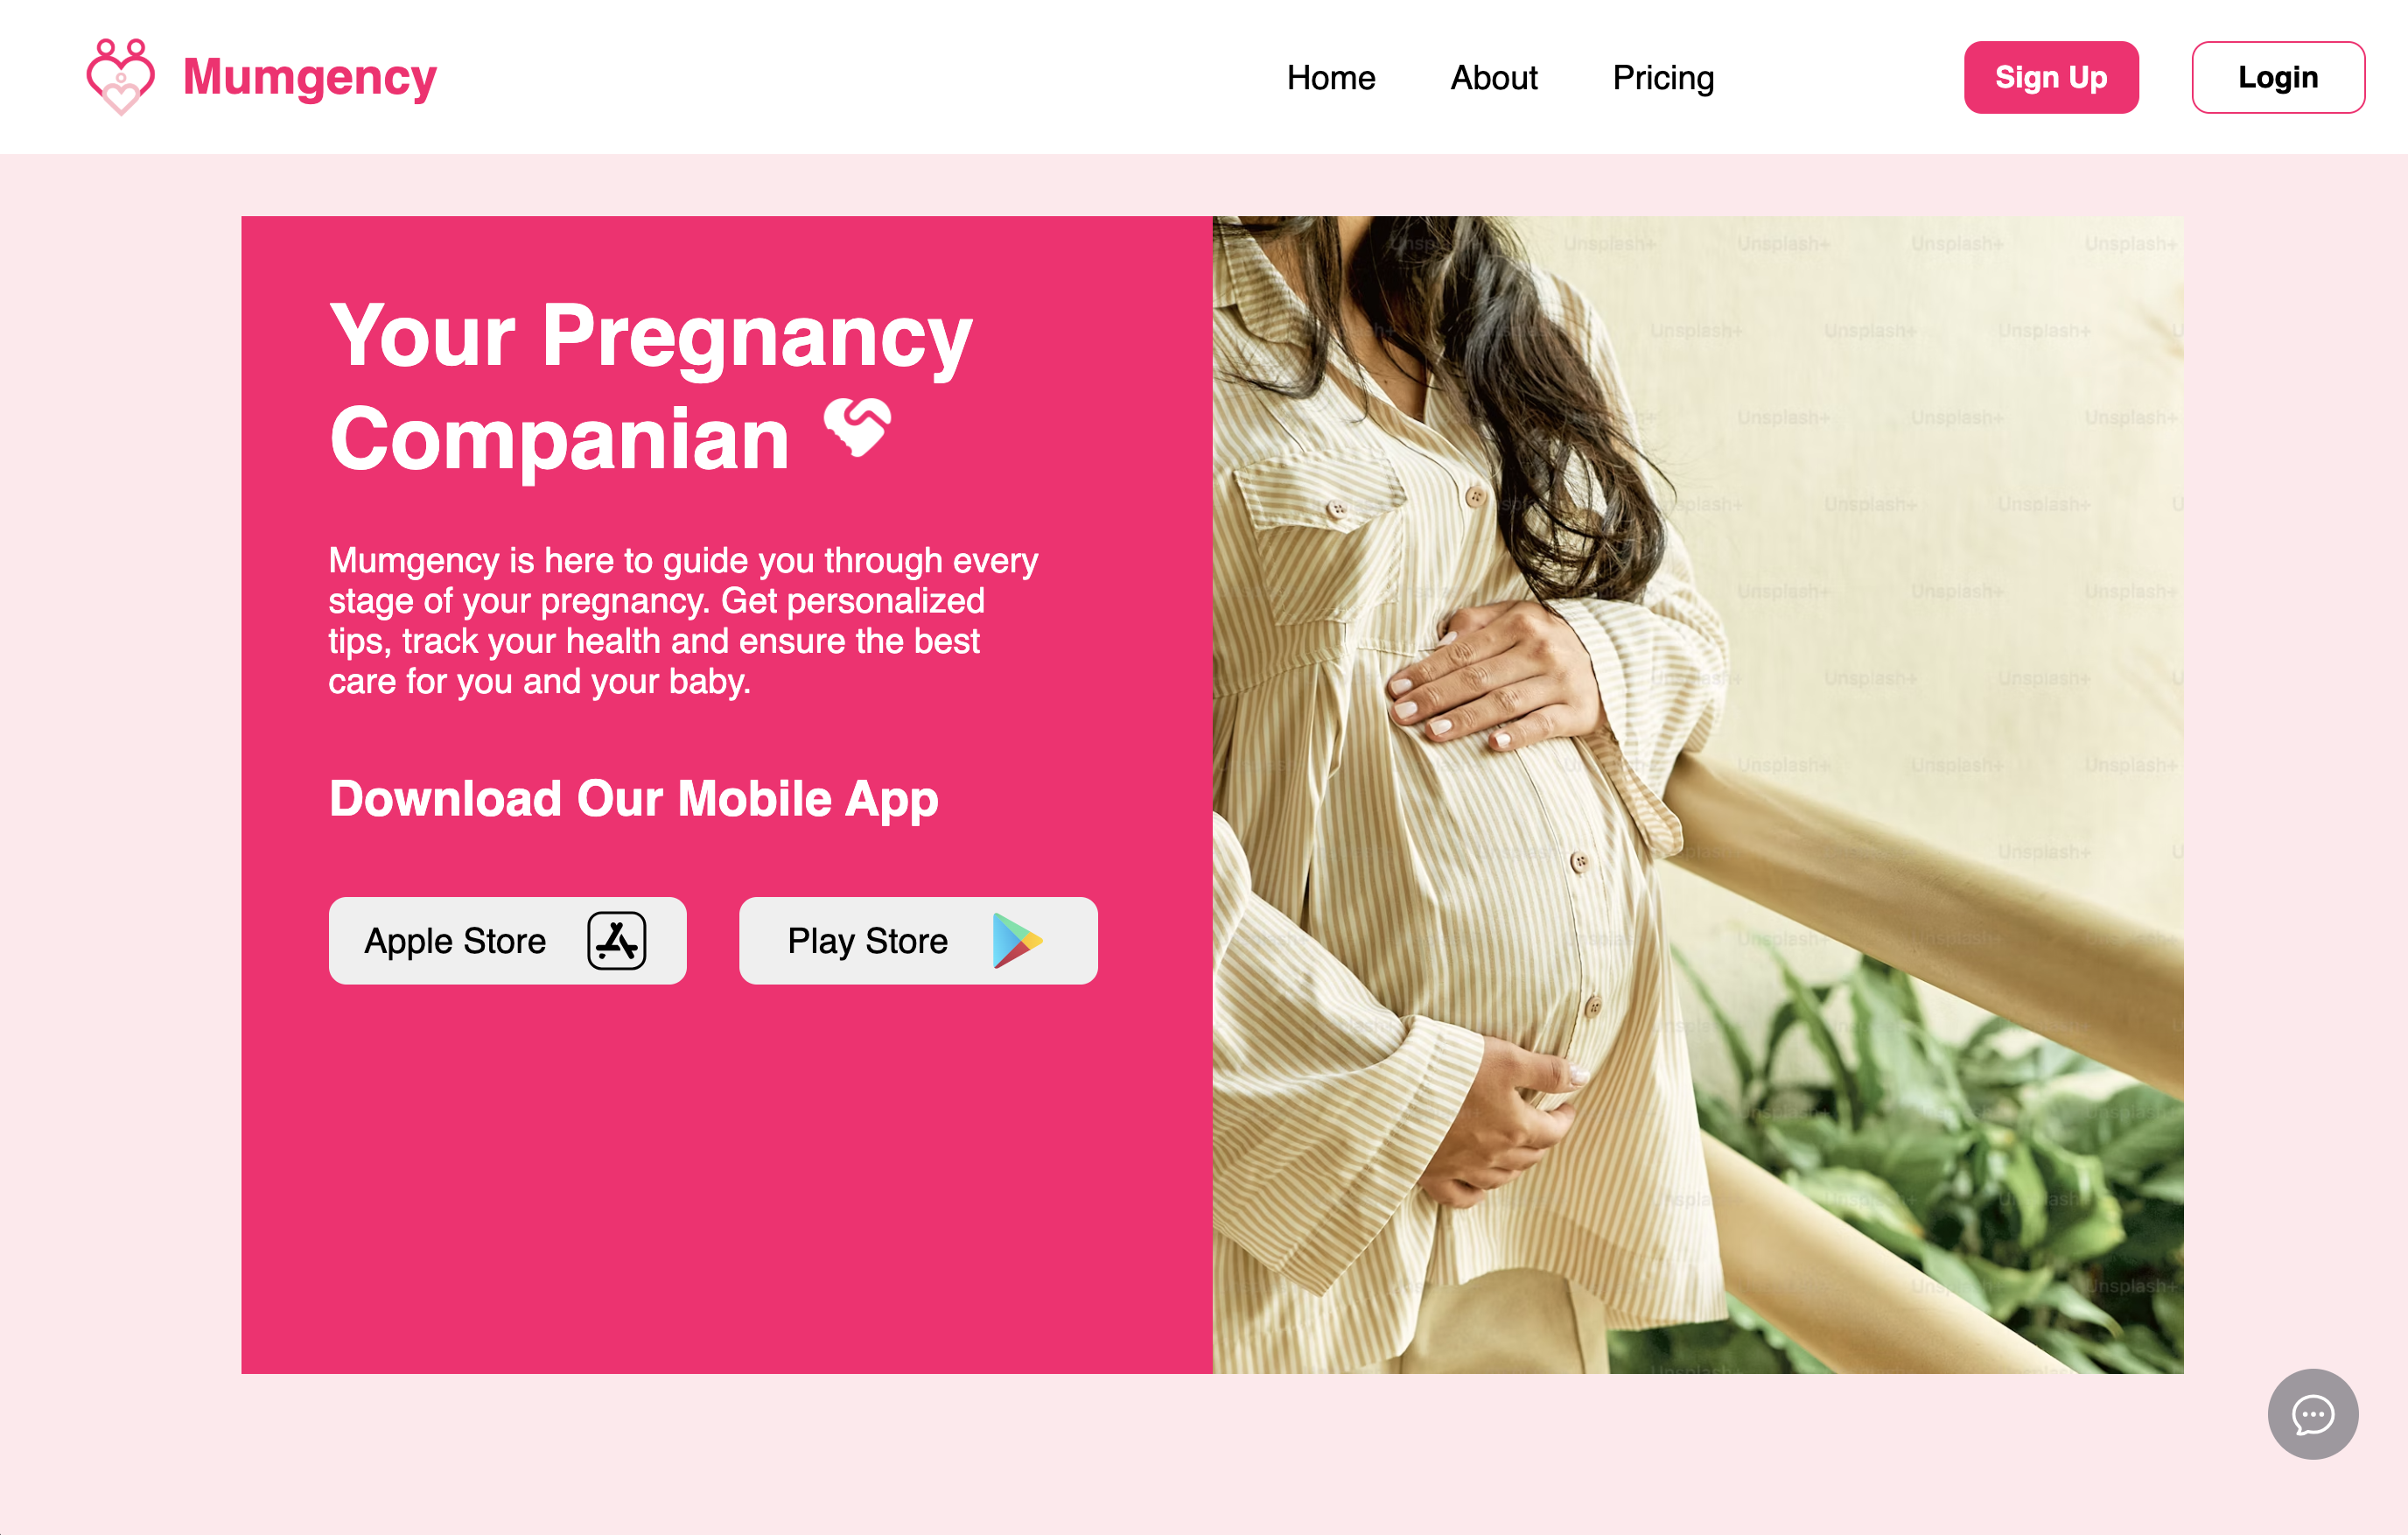 Mumgency
Home About Pricing Sign Up Login
Your Pregnancy
Companian
Mumgency is here to guide you through every
stage of your pregnancy. Get personalized
tips, track your health and ensure the best
care for you and your baby.
Download Our Mobile App
Apple Store Play Store
Unsplash+